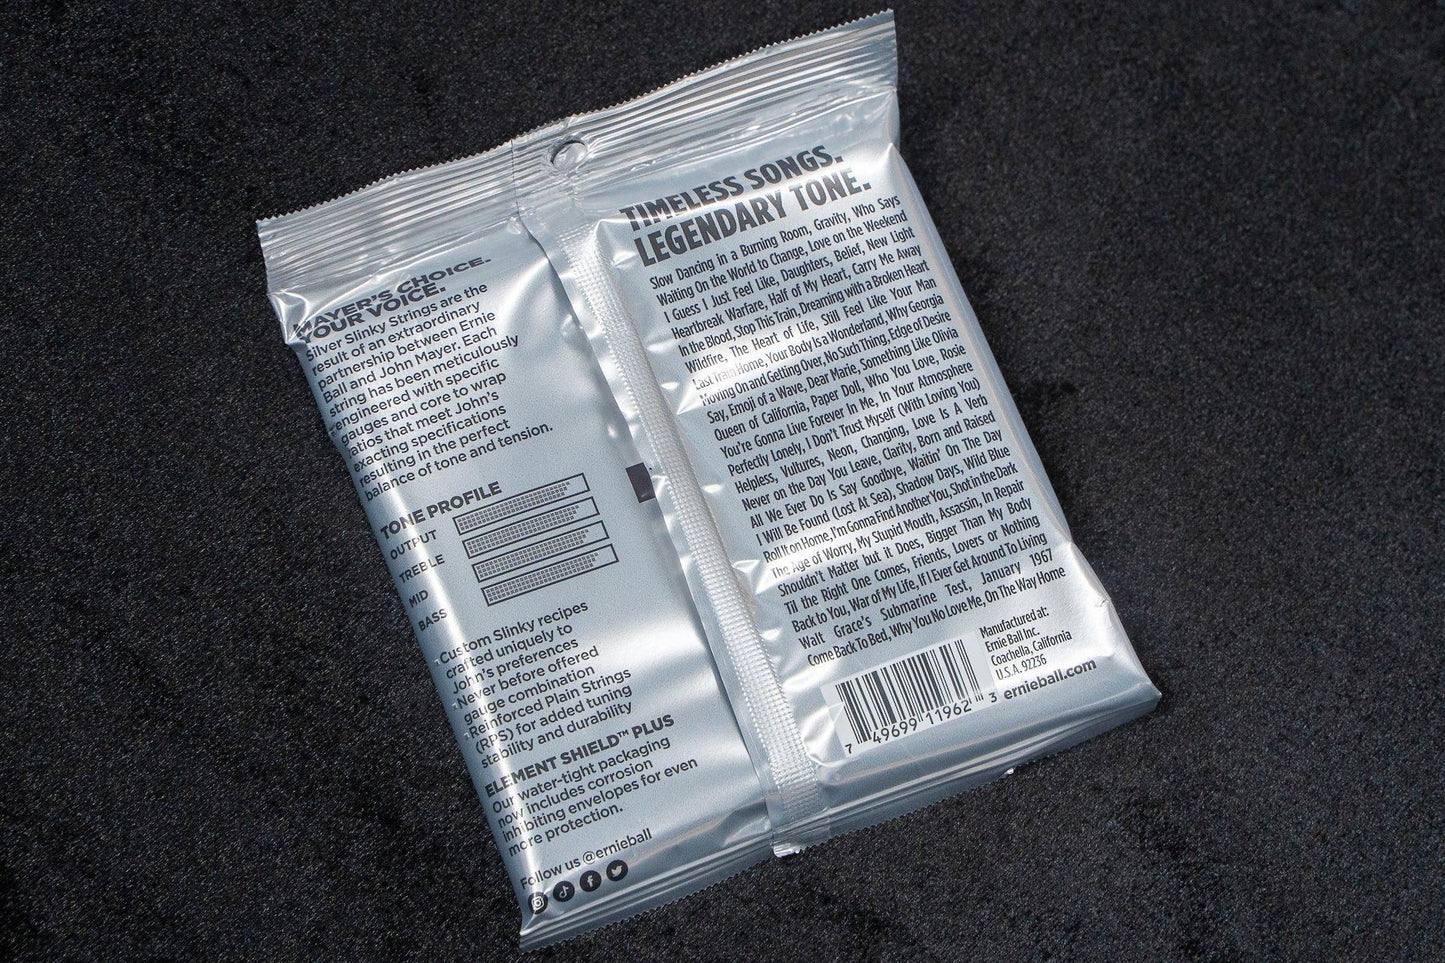 MAYER'S CHOICE.
YOUR VOICE.
Silver Slinky Strings are the
result of an extraordinary
partnership between Ernie
Ball and John Mayer. Each
string has been meticulously
engineered with specific
gauges and core to wrap
ratios that meet John's
exacting specifications
resulting in the perfect
balance of tone and tension.
TONE PROFILE
OUTPUT
TREBLE
MID
BASS
·Custom Slinky recipes
crafted uniquely to
John's preferences
·Never before offered
gauge combination
·Reinforced Plain Strings
(RPS) for added tuning
stability and durability
ELEMENT SHIELD™ PLUS
Our water-tight packaging
now includes corrosion
inhibiting envelopes for even
more protection.
Follow us @ernieball
TIMELESS SONGS.
LEGENDARY TONE.
Slow Dancing in a Burning Room, Gravity, Who Says
Waiting On the World to Change, Love on the Weekend
I Guess I Just Feel Like, Daughters, Belief, New Light
Heartbreak Warfare, Half of My Heart, Carry Me Away
In the Blood, Stop This Train, Dreaming with a Broken Heart
Wildfire, The Heart of Life, Still Feel Like Your Man
Last Train Home, Your Body Is a Wonderland, Why Georgia
Moving On and Getting Over, No Such Thing, Edge of Desire
Say, Emoji of a Wave, Dear Marie, Something Like Olivia
Queen of California, Paper Doll, Who You Love, Rosie
You're Gonna Live Forever In Me, In Your Atmosphere
Perfectly Lonely, I Don't Trust Myself (With Loving You)
Helpless, Vultures, Neon, Changing, Love Is A Verb
Never on the Day You Leave, Clarity, Born and Raised
All We Ever Do Is Say Goodbye, Waitin' On The Day
I Will Be Found (Lost At Sea), Shadow Days, Wild Blue
Roll It on Home, I'm Gonna Find Another You, Shot in the Dark
The Age of Worry, My Stupid Mouth, Assassin, In Repair
Shouldn't Matter but it Does, Bigger Than My Body
Til the Right One Comes, Friends, Lovers or Nothing
Back to You, War of My Life, If I Ever Get Around To Living
Walt Grace's Submarine Test, January 1967
Come Back To Bed, Why You No Love Me, On The Way Home
7 49699 11962 3
Manufactured at:
Ernie Ball Inc.
Coachella, California
U.S.A. 92236
ernieball.com